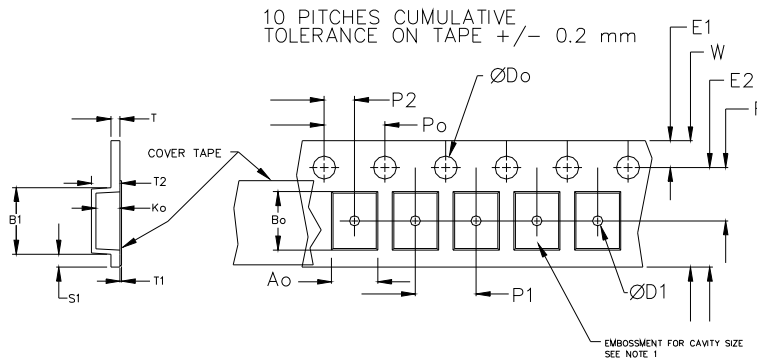 10 PITCHES CUMULATIVE
TOLERANCE ON TAPE +/- 0.2 mm
E1
W
ØDo
E2
P2
Po
T
COVER TAPE
T2
B1
Ko
Bo
S1
T1
Ao
P1
ØD1
EMBOSSMENT FOR CAVITY SIZE
SEE NOTE 1